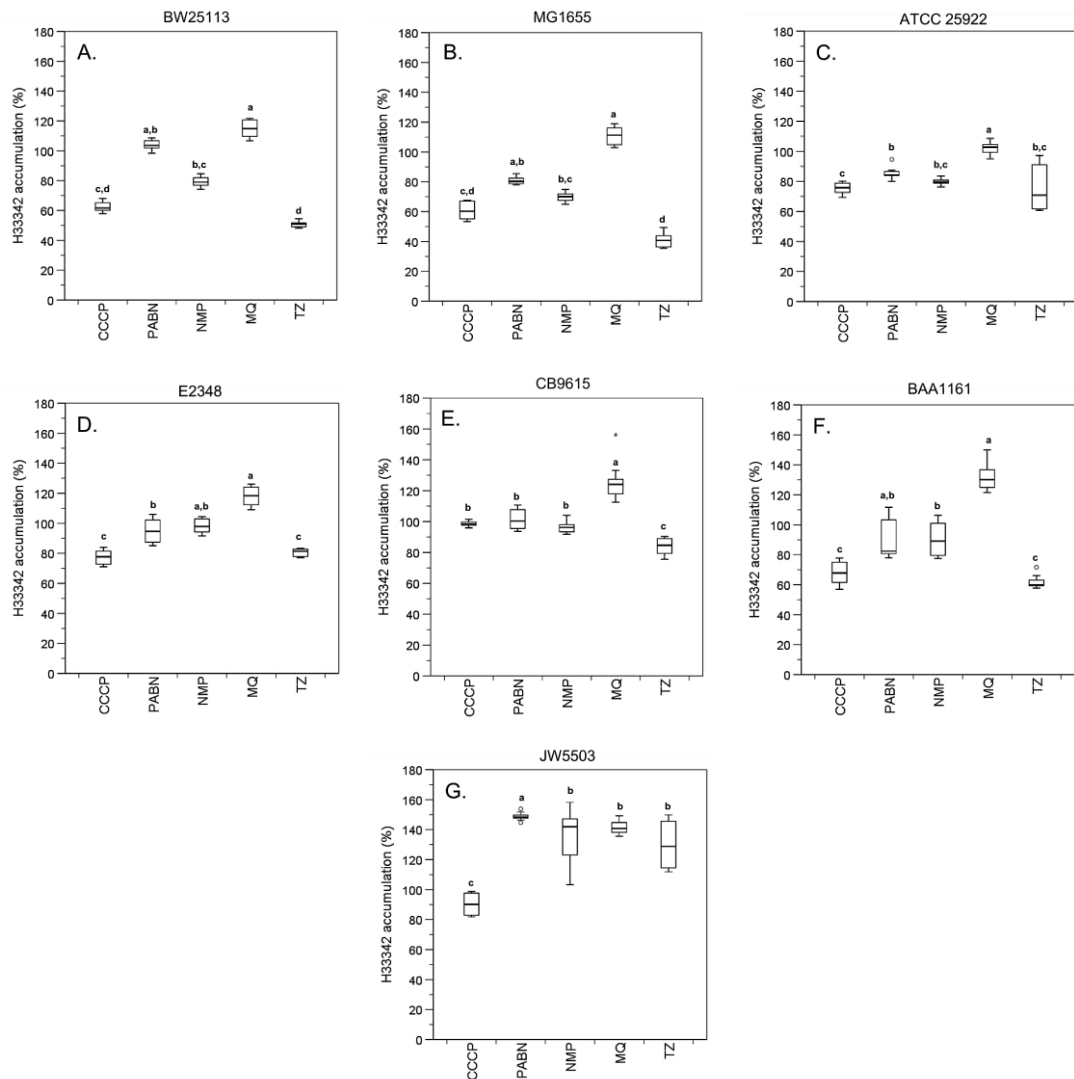 BW25113
A.
H33342 accumulation (%)
180
160
140
120
100
80
60
40
20
0
c,d
a,b
b,c
a
d
CCCP
PABN
NMP
MQ
TZ
MG1655
B.
H33342 accumulation (%)
180
160
140
120
100
80
60
40
20
0
c,d
a,b
b,c
a
d
CCCP
PABN
NMP
MQ
TZ
ATCC 25922
C.
H33342 accumulation (%)
180
160
140
120
100
80
60
40
20
0
c
b
b,c
a
b,c
CCCP
PABN
NMP
MQ
TZ
E2348
D.
H33342 accumulation (%)
180
160
140
120
100
80
60
40
20
0
c
b
a,b
a
c
CCCP
PABN
NMP
MQ
TZ
CB9615
E.
H33342 accumulation (%)
180
160
140
120
100
80
60
40
20
0
b
b
b
a
c
CCCP
PABN
NMP
MQ
TZ
BAA1161
F.
H33342 accumulation (%)
180
160
140
120
100
80
60
40
20
0
c
a,b
b
a
c
CCCP
PABN
NMP
MQ
TZ
JW5503
G.
H33342 accumulation (%)
180
160
140
120
100
80
60
40
20
0
c
a
b
b
b
CCCP
PABN
NMP
MQ
TZ